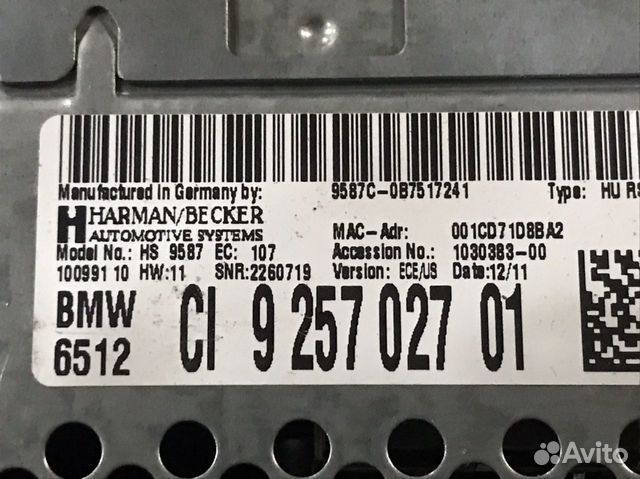 Manufactured in Germany by: 9587C-0B7517241 Type: HU R
HARMAN/BECKER
AUTOMOTIVE SYSTEMS MAC-Adr: 001CD71D8BA2
Model No.: HS 9587 EC: 107 Accession No.: 1030383-00
100991 10 HW:11 SNR:2260719 Version: ECE/US Date:12/11
BMW
6512 CI 9 257 027 01
Avito